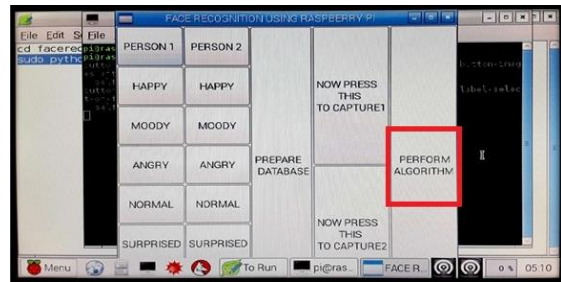 FACE RECOGNITION USING RASPBERRY PI
File Edit
File
cd facerec
sudo pytho
PERSON 1
PERSON 2
HAPPY
HAPPY
MOODY
MOODY
ANGRY
ANGRY
NORMAL
NORMAL
SURPRISED
SURPRISED
PREPARE
DATABASE
NOW PRESS
THIS
TO CAPTURE1
NOW PRESS
THIS
TO CAPTURE2
PERFORM
ALGORITHM
Menu
To Run
pi@ras...
FACE R...
0 %
05:10